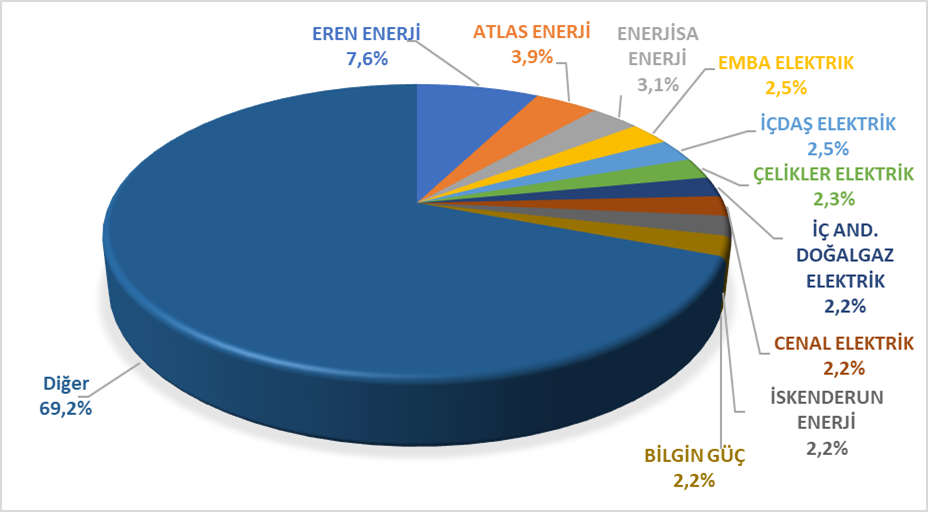 EREN ENERJİ
7,6%
ATLAS ENERJİ
3,9%
ENERJİSA
ENERJİ
3,1%
EMBA ELEKTRIK
2,5%
İÇDAŞ ELEKTRİK
2,5%
ÇELİKLER ELEKTRİK
2,3%
İÇ AND.
DOĞALGAZ
ELEKTRİK
2,2%
CENAL ELEKTRİK
2,2%
İSKENDERUN
ENERJİ
2,2%
BİLGİN GÜÇ
2,2%
Diğer
69,2%